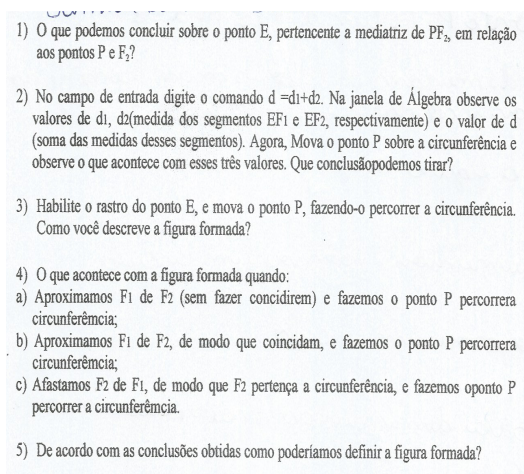 1) O que podemos concluir sobre o ponto E, pertencente a mediatriz de PF₂, em relação
aos pontos P e F₂?
2) No campo de entrada digite o comando d =d1+d2. Na janela de Álgebra observe os
valores de d1, d2(medida dos segmentos EF1 e EF2, respectivamente) e o valor de d
(soma das medidas desses segmentos). Agora, Mova o ponto P sobre a circunferência e
observe o que acontece com esses três valores. Que conclusãopodemos tirar?
3) Habilite o rastro do ponto E, e mova o ponto P, fazendo-o percorrer a circunferência.
Como você descreve a figura formada?
4) O que acontece com a figura formada quando:
a) Aproximamos F1 de F2 (sem fazer concidirem) e fazemos o ponto P percorrera
circunferêmcia;
b) Aproximamos F1 de F2, de modo que coincidam, e fazemos o ponto P percorrera
circunferêmcia;
c) Afastamos F2 de F1, de modo que F2 pertença a circunferência, e fazemos oponto P
percorrer a circunferêmcia.
5) De acordo com as conclusões obtidas como poderíamos definir a figura formada?